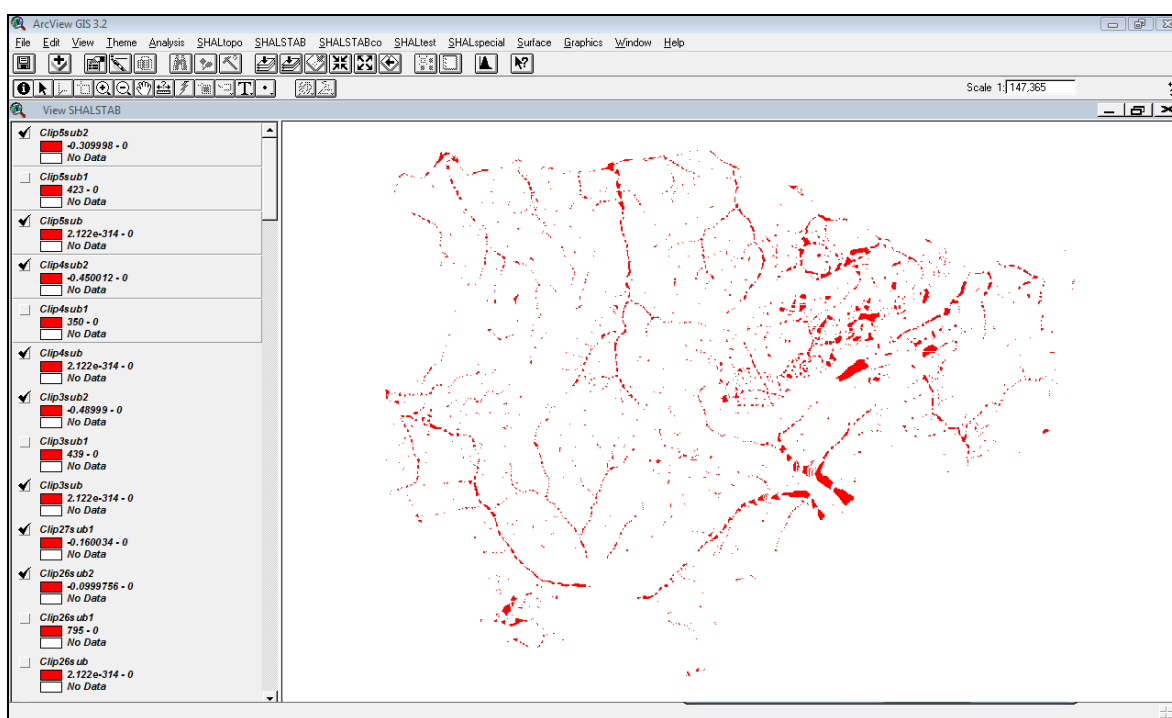 ArcView GIS 3.2
File Edit View Theme Analysis SHALtopo SHALSTAB SHALSTABco SHALtest SHALspecial Surface Graphics Window Help
Scale 1: 147,365
View SHALSTAB
Clip5sub2
-0.309998 - 0
No Data
Clip5sub1
423 - 0
No Data
Clip5sub
2.122e-314 - 0
No Data
Clip4sub2
-0.450012 - 0
No Data
Clip4sub1
350 - 0
No Data
Clip4sub
2.122e-314 - 0
No Data
Clip3sub2
-0.48999 - 0
No Data
Clip3sub1
439 - 0
No Data
Clip3sub
2.122e-314 - 0
No Data
Clip27sub1
-0.160034 - 0
No Data
Clip26sub2
-0.0999756 - 0
No Data
Clip26sub1
795 - 0
No Data
Clip26sub
2.122e-314 - 0
No Data